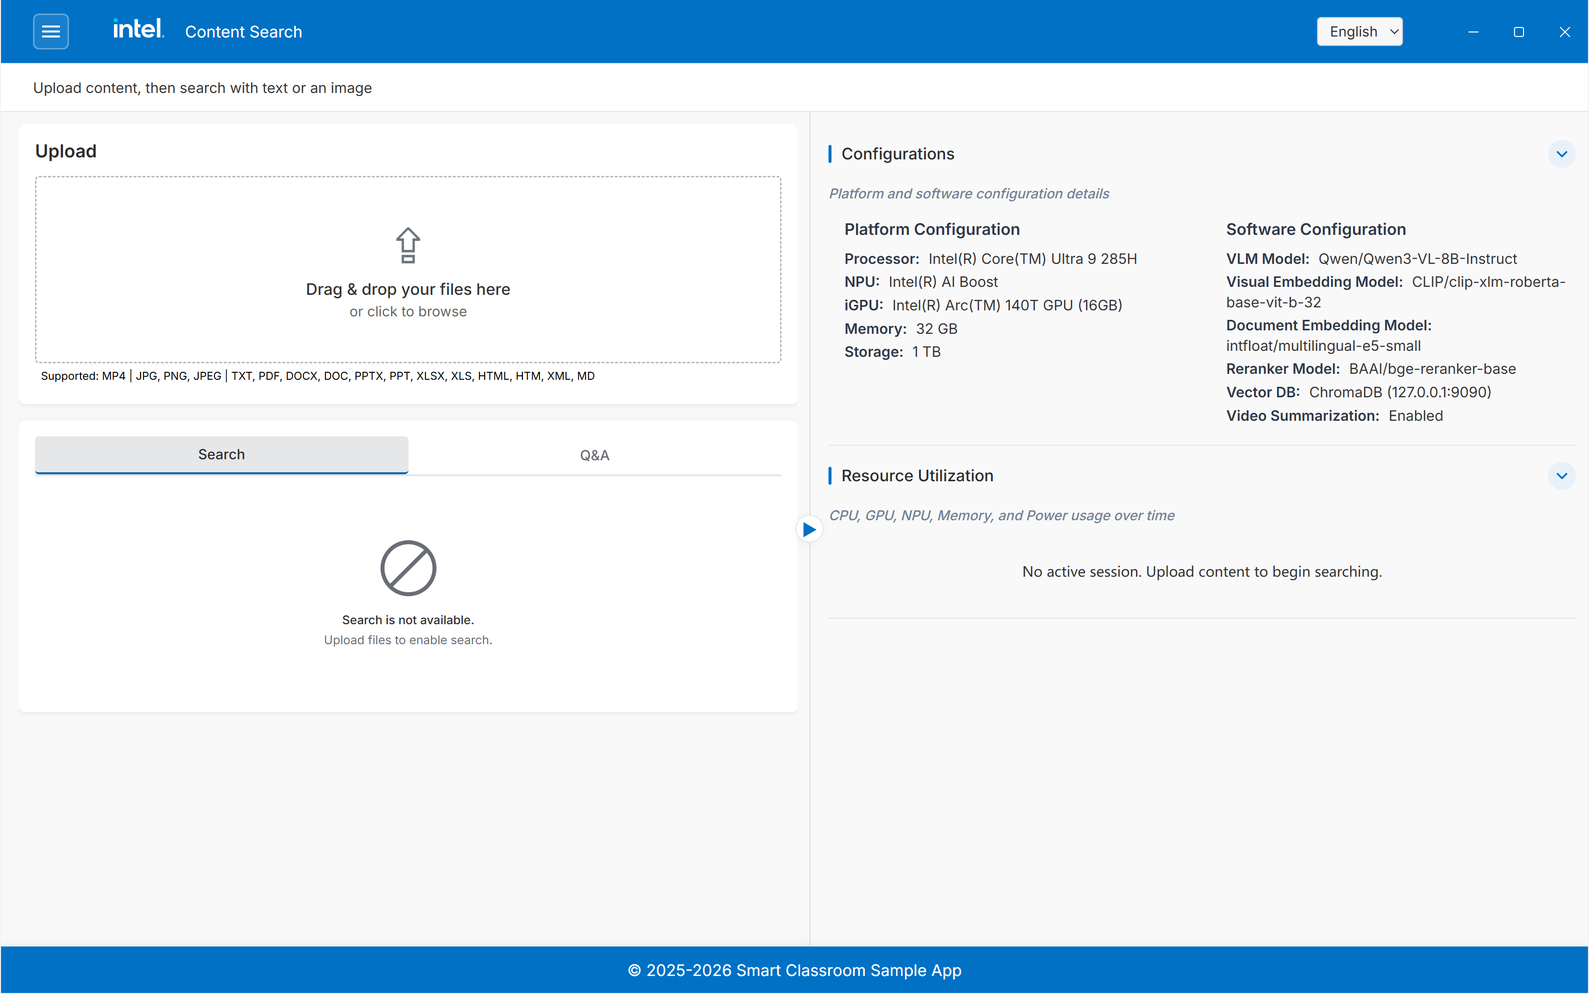 intel.
Content Search
English
Upload content, then search with text or an image
Upload
Drag & drop your files here
or click to browse
Supported: MP4 | JPG, PNG, JPEG | TXT, PDF, DOCX, DOC, PPTX, PPT, XLSX, XLS, HTML, HTM, XML, MD
Search
Q&A
Search is not available.
Upload files to enable search.
Configurations
Platform and software configuration details
Platform Configuration
Processor: Intel(R) Core(TM) Ultra 9 285H
NPU: Intel(R) AI Boost
iGPU: Intel(R) Arc(TM) 140T GPU (16GB)
Memory: 32 GB
Storage: 1 TB
Software Configuration
VLM Model: Qwen/Qwen3-VL-8B-Instruct
Visual Embedding Model: CLIP/clip-xlm-roberta-
base-vit-b-32
Document Embedding Model:
intfloat/multilingual-e5-small
Reranker Model: BAAI/bge-reranker-base
Vector DB: ChromaDB (127.0.0.1:9090)
Video Summarization: Enabled
Resource Utilization
CPU, GPU, NPU, Memory, and Power usage over time
No active session. Upload content to begin searching.
© 2025-2026 Smart Classroom Sample App